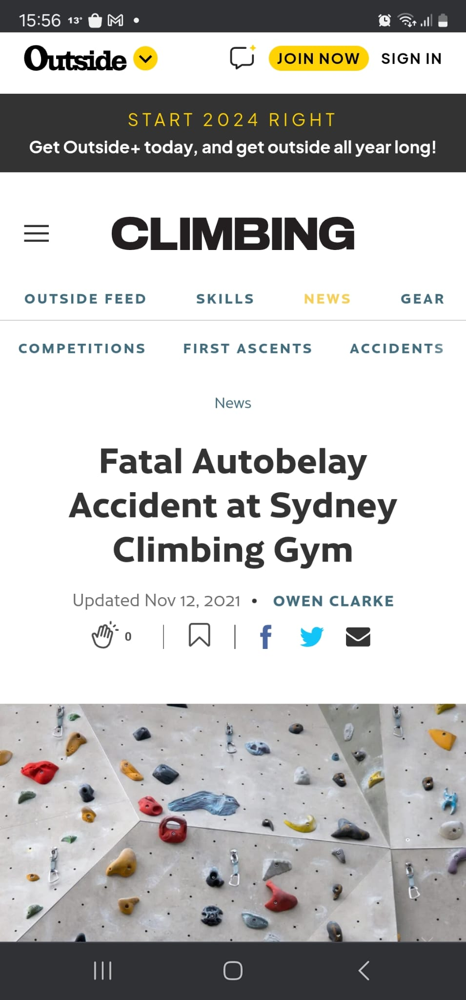 15:56 13°
Outside
JOIN NOW
SIGN IN
START 2024 RIGHT
Get Outside+ today, and get outside all year long!
CLIMBING
OUTSIDE FEED SKILLS NEWS GEAR
COMPETITIONS FIRST ASCENTS ACCIDENTS
News
Fatal Autobelay
Accident at Sydney
Climbing Gym
Updated Nov 12, 2021 • OWEN CLARKE
0